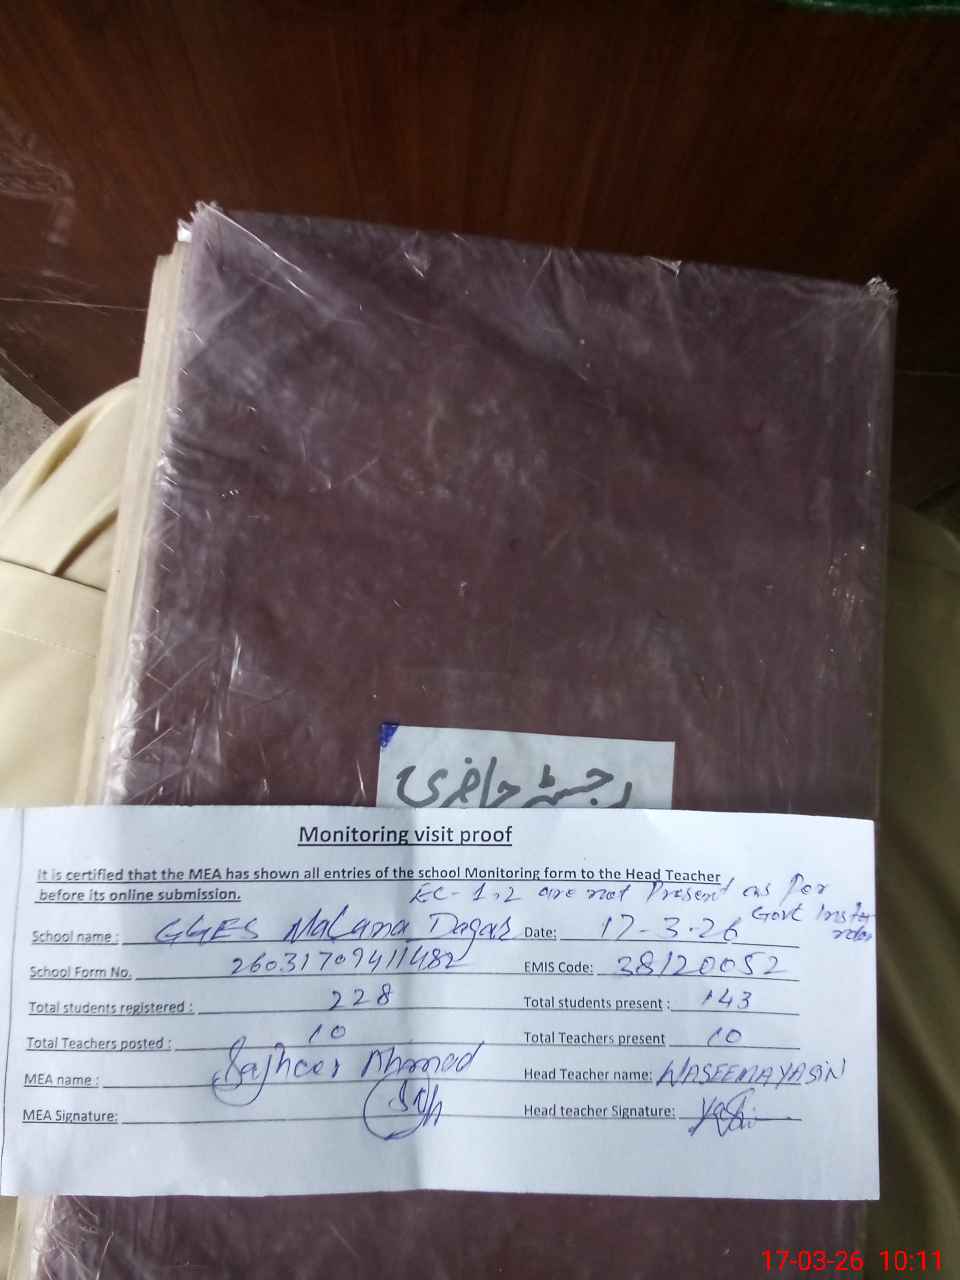 رجسٹر حاضری
Monitoring visit proof
It is certified that the MEA has shown all entries of the school Monitoring form to the Head Teacher
before its online submission. EC-1,2 are not Present as per
Govt
School name : GGES Malana Dagar Date: 17-3-26
School Form No. 26031709411482 EMIS Code: 38120052
Total students registered : 228 Total students present : 143
Total Teachers posted : 10 Total Teachers present 10
MEA name : Ahmad Head Teacher name: WASEEMA YASIN
MEA Signature: Head teacher Signature:
17-03-26 10:11